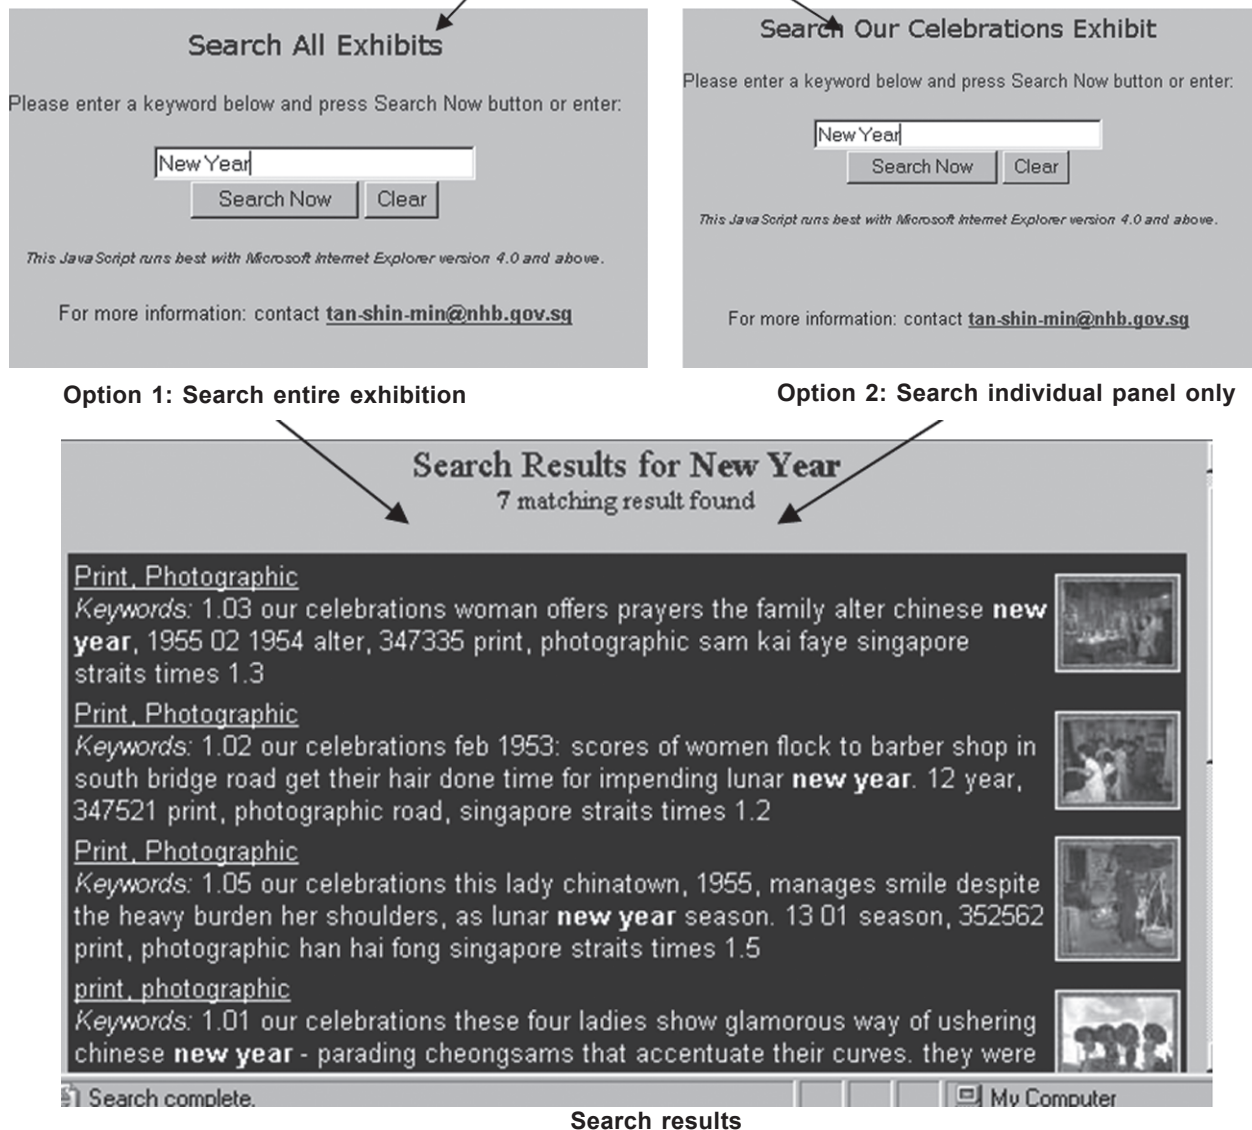 Search All Exhibits
Please enter a keyword below and press Search Now button or enter:
New Year
Search Now Clear
This JavaScript runs best with Microsoft Internet Explorer version 4.0 and above.
For more information: contact tan-shin-min@nhb.gov.sg
Option 1: Search entire exhibition
Search Our Celebrations Exhibit
Please enter a keyword below and press Search Now button or enter:
New Year
Search Now Clear
This JavaScript runs best with Microsoft Internet Explorer version 4.0 and above.
For more information: contact tan-shin-min@nhb.gov.sg
Option 2: Search individual panel only
Search Results for New Year
7 matching result found
Print, Photographic
Keywords: 1.03 our celebrations woman offers prayers the family alter chinese new
year, 1955 02 1954 alter, 347335 print, photographic sam kai faye singapore
straits times 1.3
Print, Photographic
Keywords: 1.02 our celebrations feb 1953: scores of women flock to barber shop in
south bridge road get their hair done time for impending lunar new year. 12 year,
347521 print, photographic road, singapore straits times 1.2
Print, Photographic
Keywords: 1.05 our celebrations this lady chinatown, 1955, manages smile despite
the heavy burden her shoulders, as lunar new year season. 13 01 season, 352562
print, photographic han hai fong singapore straits times 1.5
print, photographic
Keywords: 1.01 our celebrations these four ladies show glamorous way of ushering
chinese new year - parading cheongsams that accentuate their curves. they were
Search complete. My Computer
Search results